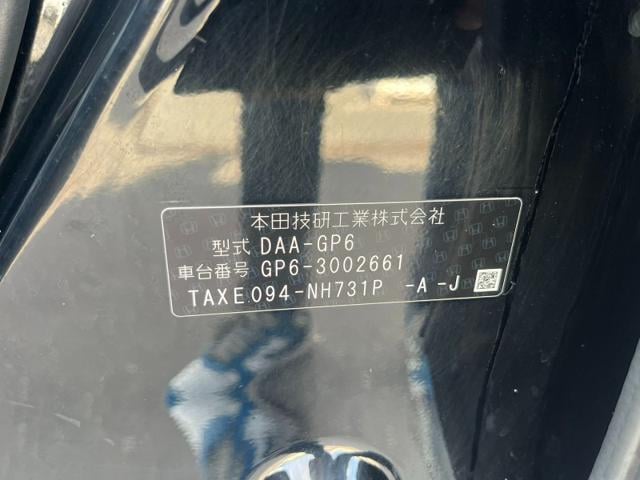 本田技研工業株式会社
型式 DAA-GP6
車台番号 GP6-3002661
TAXE094-NH731P -A -J